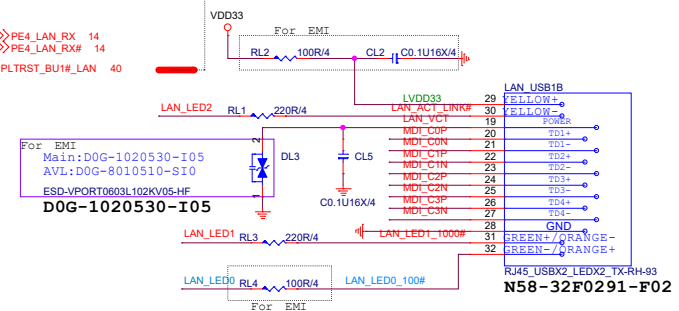 VDD33
For EMI
PE4_LAN_RX 14
PE4_LAN_RX# 14
RL2 100R/4 CL2 C0.1U16X/4
PLTRST_BU1#_LAN 40
LAN_USB1B
LVDD33 29 YELLOW+
LAN_LED2 RL1 220R/4 LAN_ACT_LINK# 30 YELLOW-
LAN_VCT 19 POWER
MDI_C0P 20 TD1+
MDI_C0N 21 TD1-
MDI_C1P 22 TD2+
MDI_C1N 23 TD2-
MDI_C2P 24 TD3+
MDI_C2N 25 TD3-
MDI_C3P 26 TD4+
MDI_C3N 27 TD4-
28 GND
For EMI
Main:D0G-1020530-I05
AVL:D0G-8010510-SI0
2
DL3
1
CL5
C0.1U16X/4
ESD-VPORT0603L102KV05-HF
D0G-1020530-I05
LAN_LED1 RL3 220R/4 LAN_LED1_1000# 31 GREEN+/ORANGE-
LAN_LED0 RL4 100R/4 LAN_LED0_100# 32 GREEN-/ORANGE+
For EMI
RJ45_USBX2_LEDX2_TX-RH-93
N58-32F0291-F02